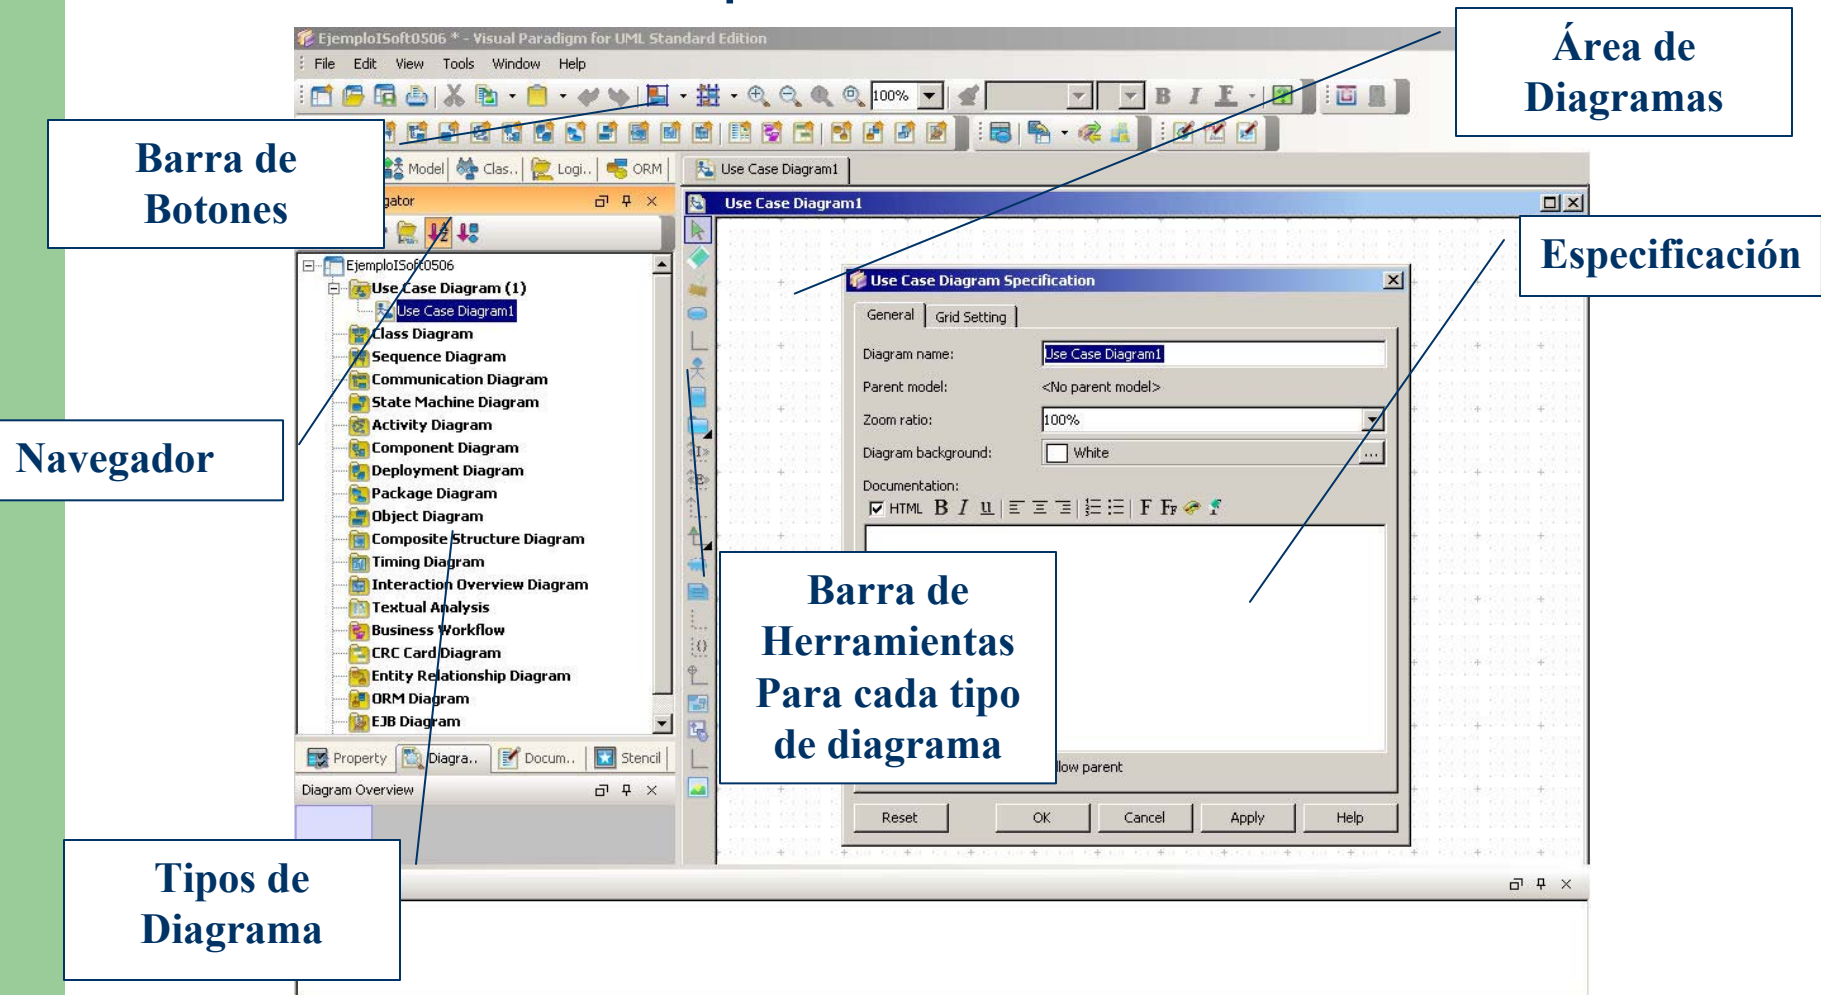 EjemploISoft0506 * - Visual Paradigm for UML Standard Edition
File Edit View Tools Window Help
100%
B I F
Área de
Diagramas
Barra de
Botones
Model Clas.. Logi.. ORM
Use Case Diagram1
gator
Use Case Diagram1
Especificación
EjemploISoft0506
Use Case Diagram (1)
Use Case Diagram1
Class Diagram
Sequence Diagram
Communication Diagram
State Machine Diagram
Activity Diagram
Component Diagram
Deployment Diagram
Package Diagram
Object Diagram
Composite Structure Diagram
Timing Diagram
Interaction Overview Diagram
Textual Analysis
Business Workflow
CRC Card Diagram
Entity Relationship Diagram
ORM Diagram
EJB Diagram
Navegador
Use Case Diagram Specification
General Grid Setting
Diagram name: Use Case Diagram1
Parent model: <No parent model>
Zoom ratio: 100%
Diagram background: White ...
Documentation:
HTML B I u F
Barra de
Herramientas
Para cada tipo
de diagrama
llow parent
Reset OK Cancel Apply Help
Property Diagra.. Docum.. Stencil
Diagram Overview
Tipos de
Diagrama